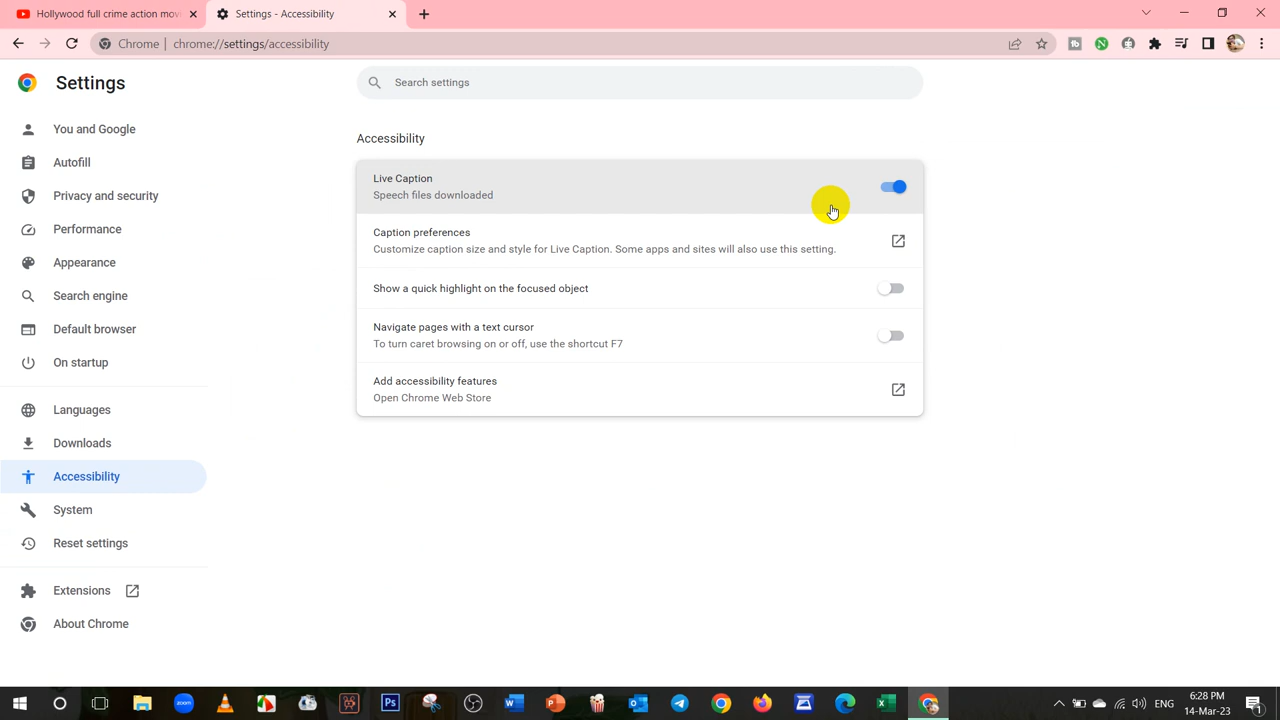 Hollywood full crime action mov
Settings - Accessibility
Chrome | chrome://settings/accessibility
Settings
Search settings
You and Google
Autofill
Privacy and security
Performance
Appearance
Search engine
Default browser
On startup
Languages
Downloads
Accessibility
System
Reset settings
Extensions
About Chrome
Accessibility
Live Caption
Speech files downloaded
Caption preferences
Customize caption size and style for Live Caption. Some apps and sites will also use this setting.
Show a quick highlight on the focused object
Navigate pages with a text cursor
To turn caret browsing on or off, use the shortcut F7
Add accessibility features
Open Chrome Web Store
ENG
6:28 PM
14-Mar-23